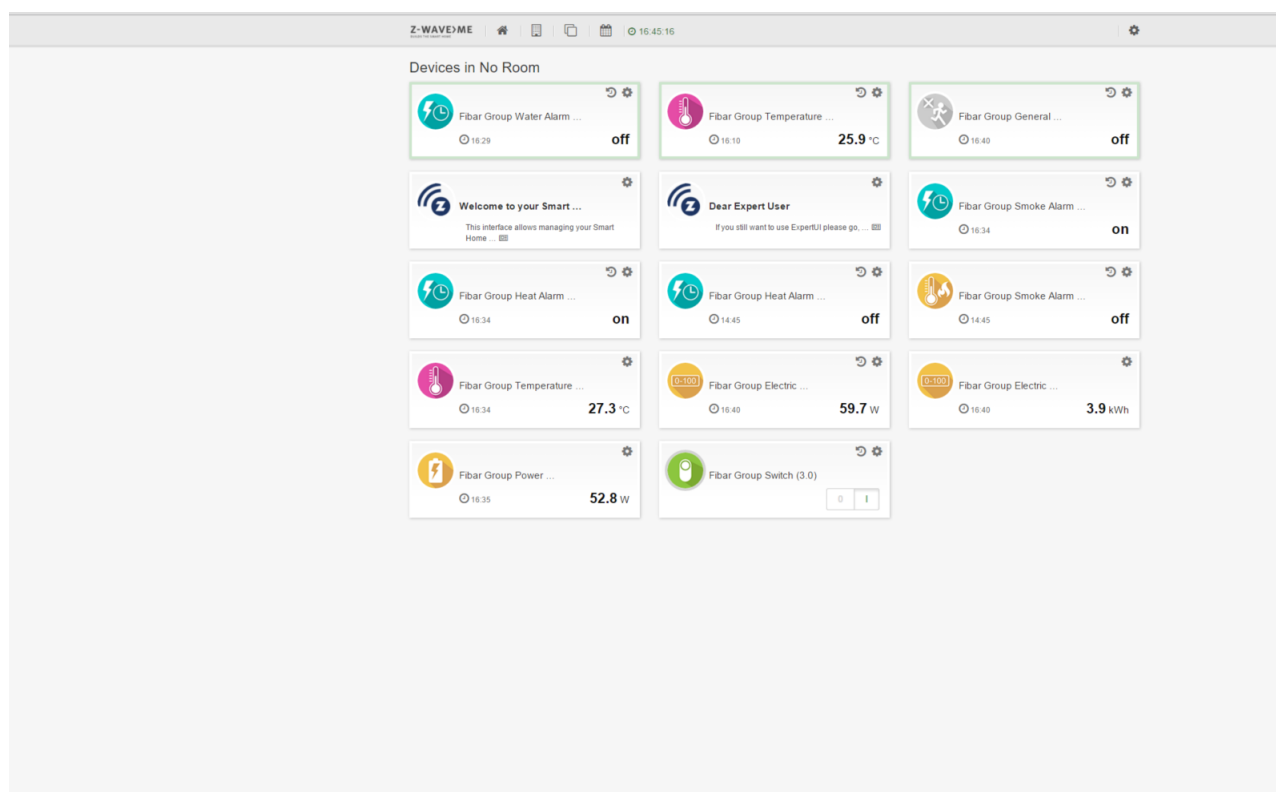 Z-WAVE>ME
16:45:16
Devices in No Room
Fibar Group Water Alarm ...
16:29 off
Fibar Group Temperature ...
16:10 25.9 °C
Fibar Group General ...
16:40 off
Welcome to your Smart ...
This interface allows managing your Smart
Home ...
Dear Expert User
If you still want to use ExpertUI please go, ...
Fibar Group Smoke Alarm ...
16:34 on
Fibar Group Heat Alarm ...
16:34 on
Fibar Group Heat Alarm ...
14:45 off
Fibar Group Smoke Alarm ...
14:45 off
Fibar Group Temperature ...
16:34 27.3 °C
0-100
Fibar Group Electric ...
16:40 59.7 W
0-100
Fibar Group Electric ...
16:40 3.9 kWh
Fibar Group Power ...
16:35 52.8 W
Fibar Group Switch (3.0)
0 I